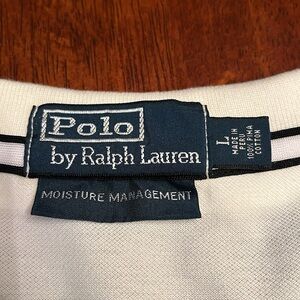 Polo
by Ralph Lauren
L
MADE IN
PERU
100% PIMA
COTTON
MOISTURE MANAGEMENT